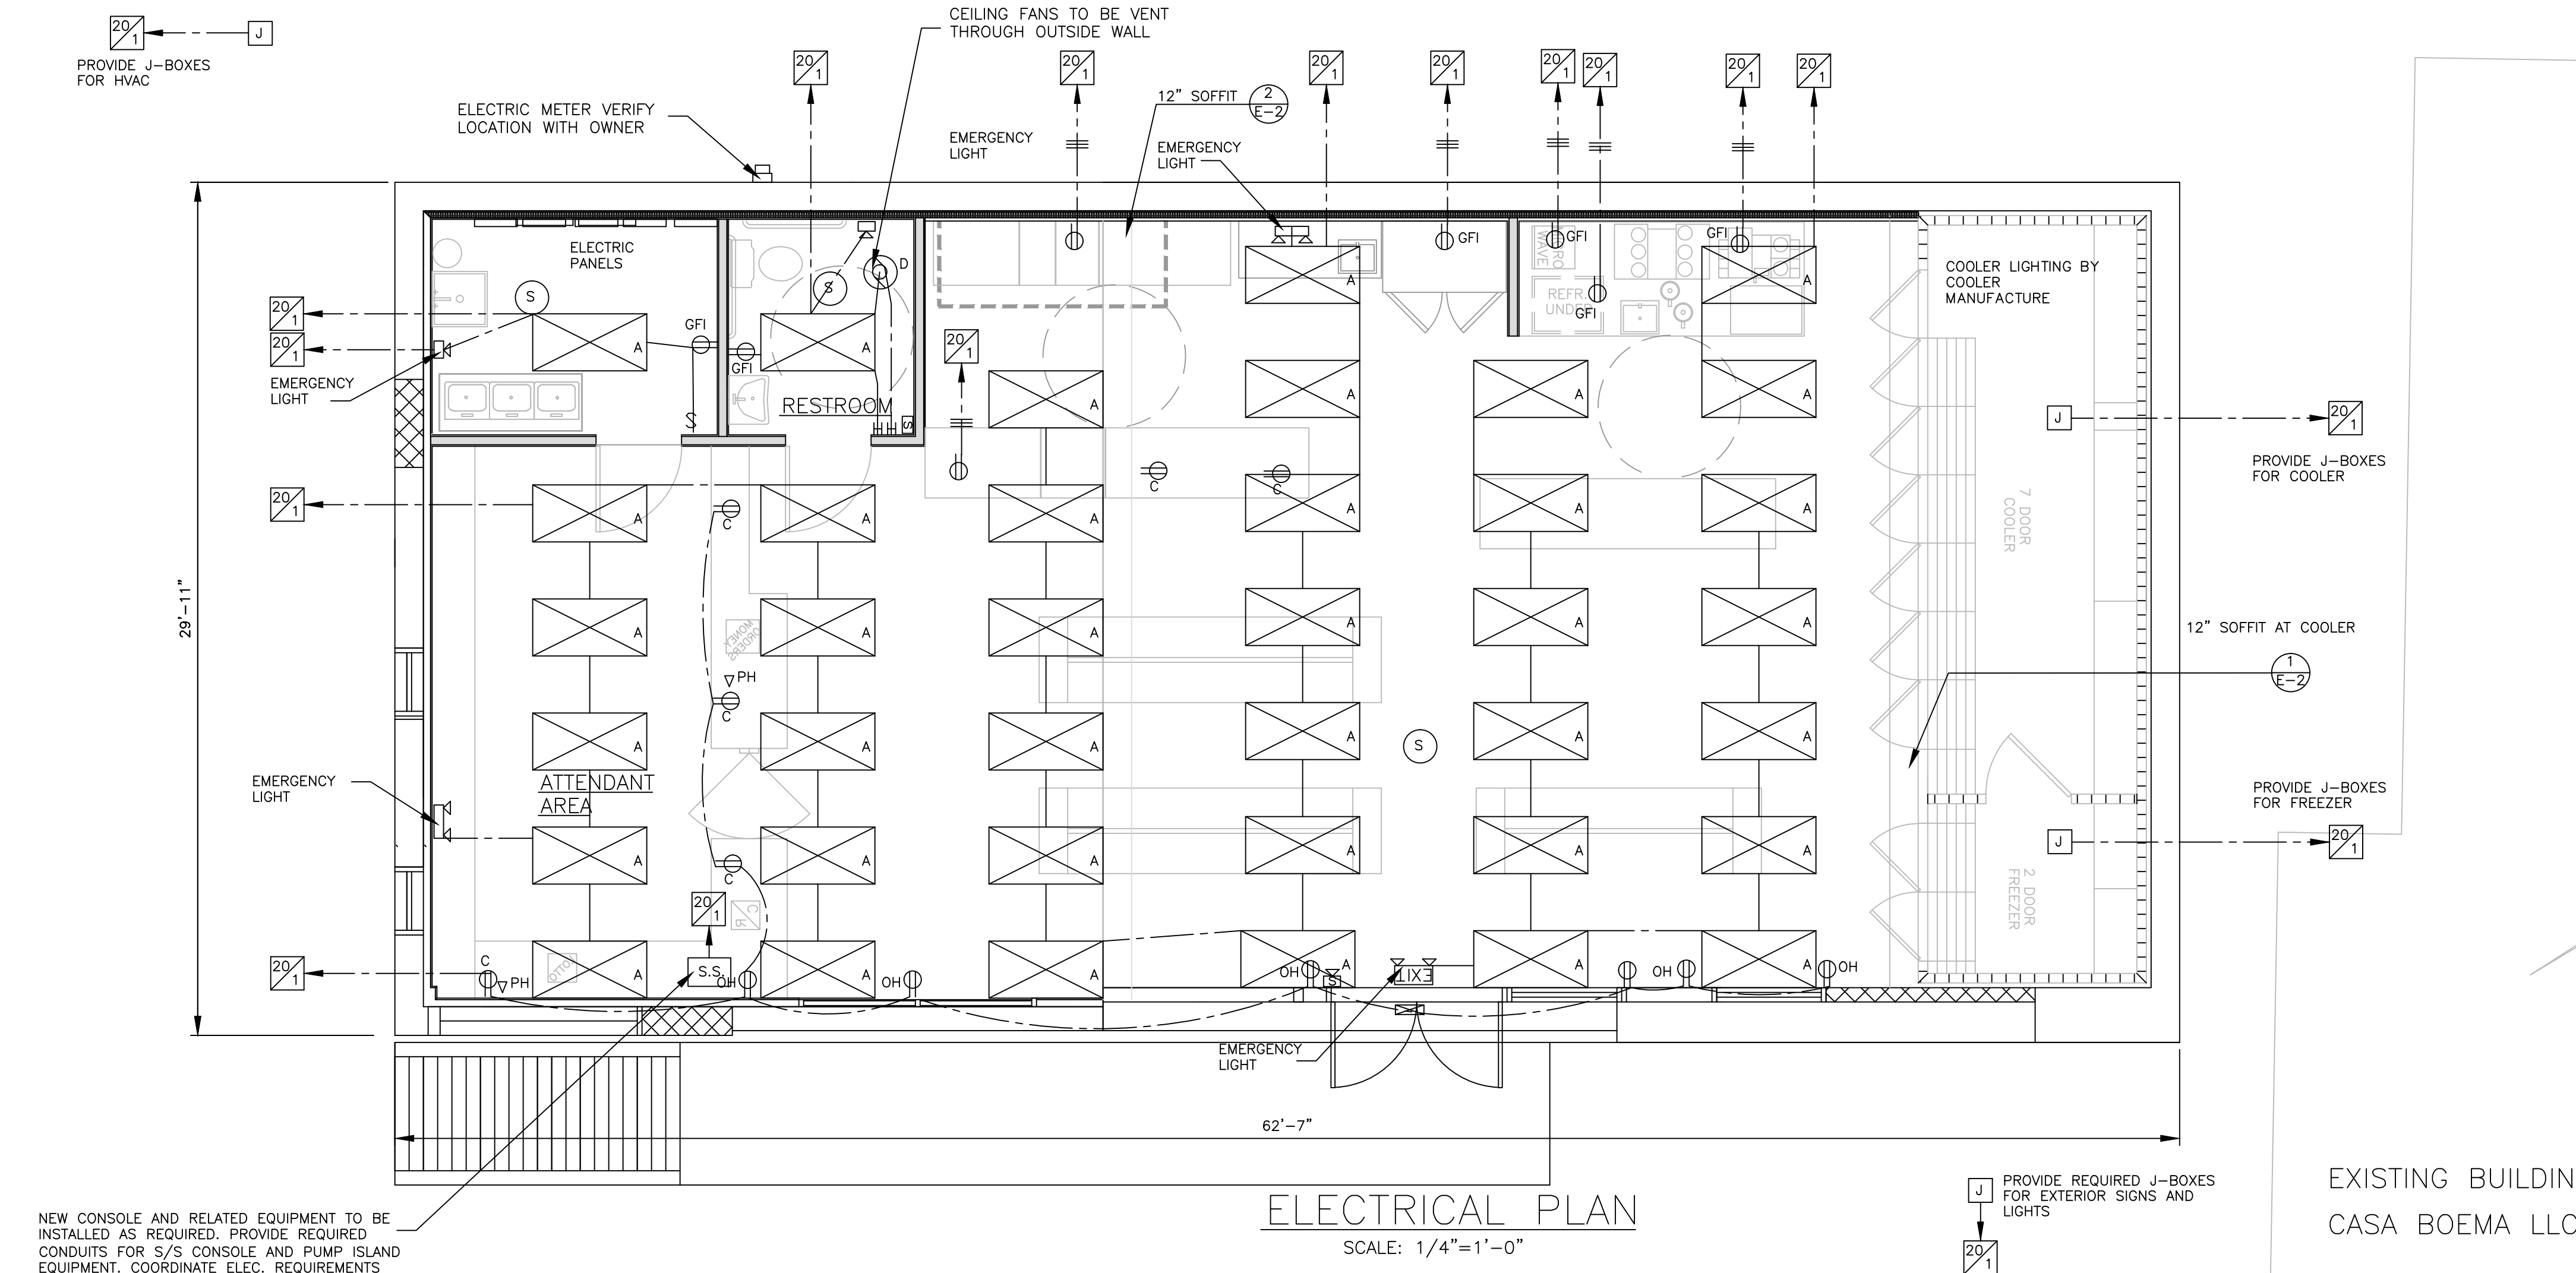 20/1
J
PROVIDE J-BOXES
FOR HVAC
CEILING FANS TO BE VENT
THROUGH OUTSIDE WALL
ELECTRIC METER VERIFY
LOCATION WITH OWNER
20/1
20/1
20/1
20/1
20/1
20/1
20/1
20/1
EMERGENCY
LIGHT
12" SOFFIT
2
E-2
EMERGENCY
LIGHT
ELECTRIC
PANELS
S
S
D
GFI
GFI
MICRO
WAVE
GFI
REFR.
UNDER
GFI
COOLER LIGHTING BY
COOLER
MANUFACTURE
20/1
20/1
EMERGENCY
LIGHT
A
GFI
GFI
A
A
A
S
RESTROOM
S
20/1
A
A
A
A
J
20/1
PROVIDE J-BOXES
FOR COOLER
20/1
C
C
C
A
A
A
A
A
A
7 DOOR
COOLER
29'-11"
A
A
A
A
A
A
MONEY
ORDERS
12" SOFFIT AT COOLER
1
E-2
PH
C
A
A
A
A
A
A
S
EMERGENCY
LIGHT
ATTENDANT
AREA
PROVIDE J-BOXES
FOR FREEZER
A
C
A
A
A
A
A
J
20/1
2 DOOR
FREEZER
20/1
C
R
20/1
C
PH
LOTTO
A
S.S.
OH
A
OH
A
OH
A
S
EXIT
A
OH
A
OH
EMERGENCY
LIGHT
62'-7"
NEW CONSOLE AND RELATED EQUIPMENT TO BE
INSTALLED AS REQUIRED. PROVIDE REQUIRED
CONDUITS FOR S/S CONSOLE AND PUMP ISLAND
EQUIPMENT. COORDINATE ELEC. REQUIREMENTS
ELECTRICAL PLAN
SCALE: 1/4"=1'-0"
J
PROVIDE REQUIRED J-BOXES
FOR EXTERIOR SIGNS AND
LIGHTS
20/1
EXISTING BUILDIN
CASA BOEMA LLC